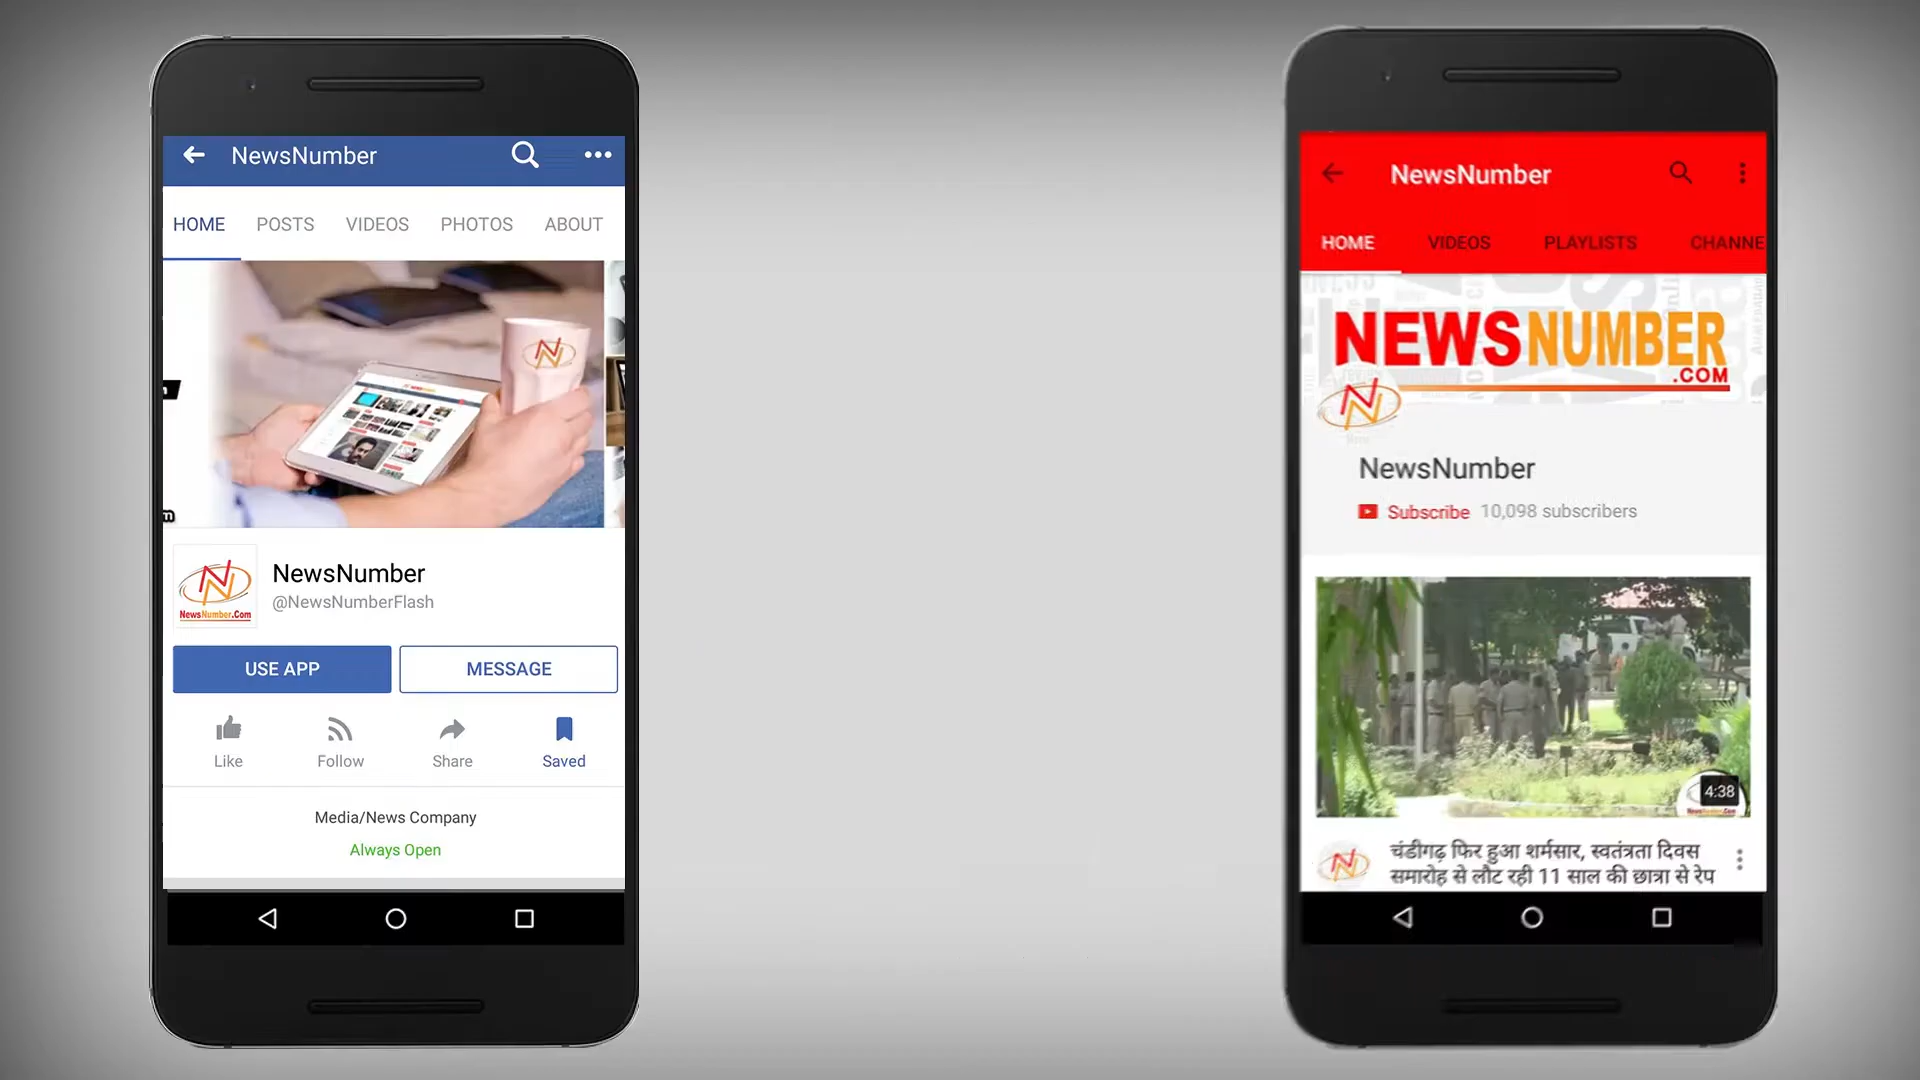 NewsNumber
HOME POSTS VIDEOS PHOTOS ABOUT
NewsNumber
@NewsNumberFlash
NewsNumber.Com
USE APP MESSAGE
Like Follow Share Saved
Media/News Company
Always Open
NewsNumber
HOME VIDEOS PLAYLISTS CHANNE
NEWSNUMBER
.COM
NewsNumber
Subscribe 10,098 subscribers
4:38
चंडीगढ़ फिर हुआ शर्मसार, स्वतंत्रता दिवस
समारोह से लौट रही 11 साल की छात्रा से रेप